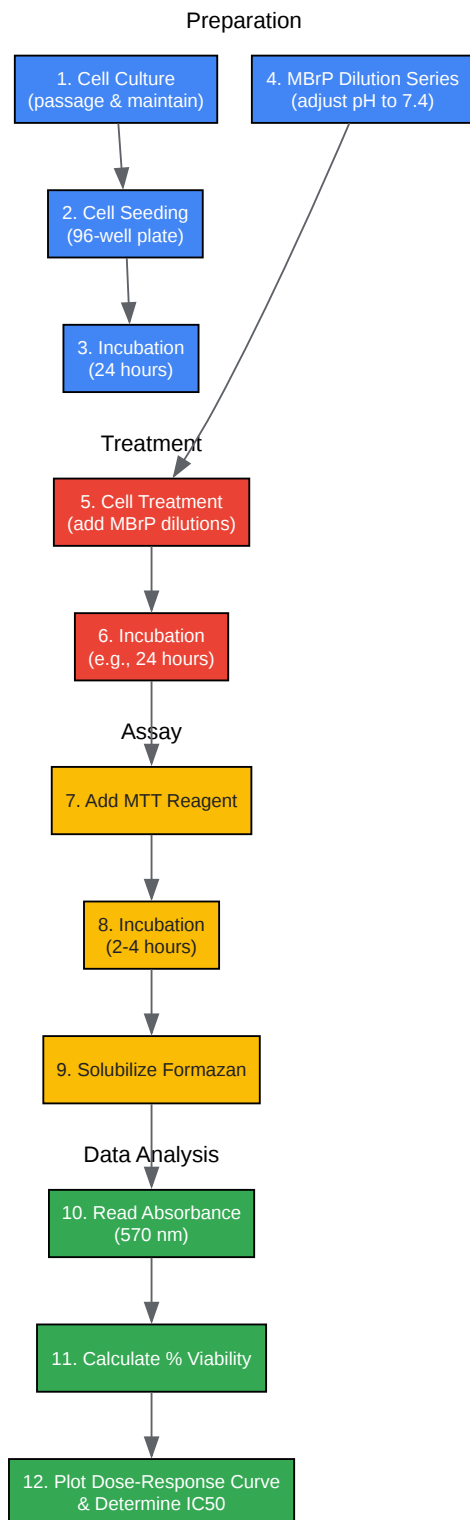 Preparation
1. Cell Culture
(passage & maintain)
4. MBrP Dilution Series
(adjust pH to 7.4)
2. Cell Seeding
(96-well plate)
3. Incubation
(24 hours)
Treatment
5. Cell Treatment
(add MBrP dilutions)
6. Incubation
(e.g., 24 hours)
Assay
7. Add MTT Reagent
8. Incubation
(2-4 hours)
9. Solubilize Formazan
Data Analysis
10. Read Absorbance
(570 nm)
11. Calculate % Viability
12. Plot Dose-Response Curve
& Determine IC50